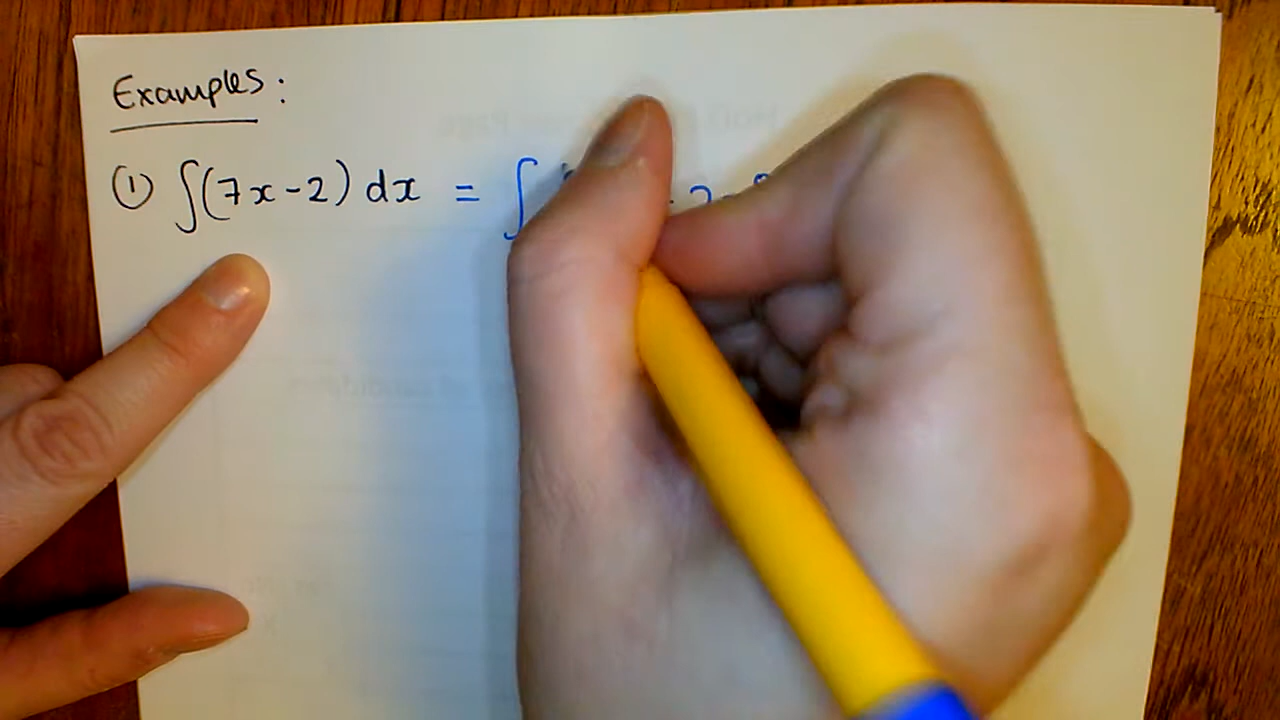 Examples:
① ∫(7x-2) dx = ∫